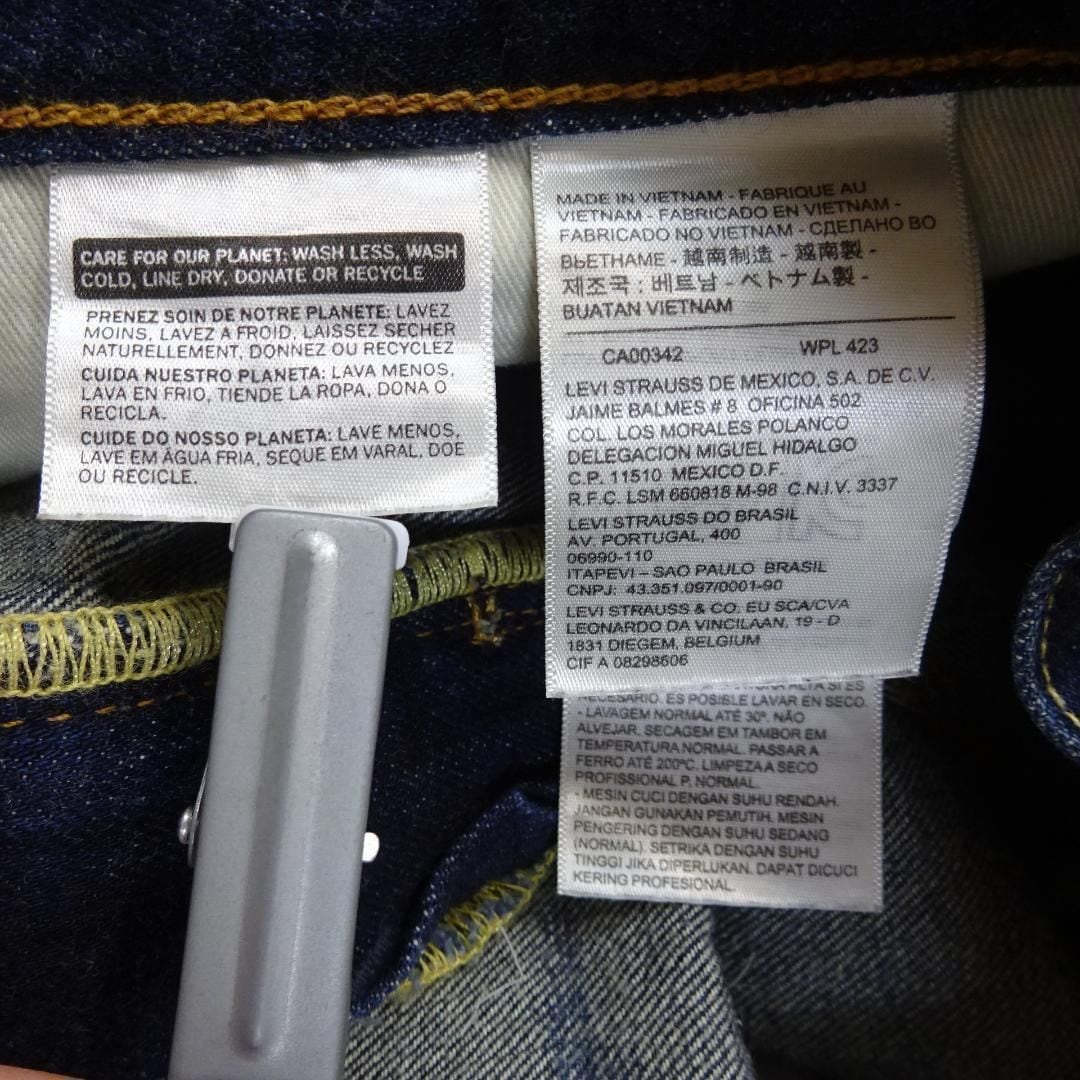 CARE FOR OUR PLANET: WASH LESS, WASH
COLD, LINE DRY, DONATE OR RECYCLE
PRENEZ SOIN DE NOTRE PLANETE: LAVEZ
MOINS, LAVEZ A FROID, LAISSEZ SECHER
NATURELLEMENT, DONNEZ OU RECYCLEZ
CUIDA NUESTRO PLANETA: LAVA MENOS,
LAVA EN FRIO, TIENDE LA ROPA, DONA O
RECICLA.
CUIDE DO NOSSO PLANETA: LAVE MENOS,
LAVE EM ÁGUA FRIA, SEQUE EM VARAL, DOE
OU RECICLE.
MADE IN VIETNAM - FABRIQUE AU
VIETNAM - FABRICADO EN VIETNAM -
FABRICADO NO VIETNAM - СДЕЛАНО ВО
ВЬЕТНАМЕ - 越南制造 - 越南製 -
제조국 : 베트남 - ベトナム製 -
BUATAN VIETNAM
CA00342 WPL 423
LEVI STRAUSS DE MEXICO, S.A. DE C.V.
JAIME BALMES # 8 OFICINA 502
COL. LOS MORALES POLANCO
DELEGACION MIGUEL HIDALGO
C.P. 11510 MEXICO D.F.
R.F.C. LSM 660818 M-98 C.N.I.V. 3337
LEVI STRAUSS DO BRASIL
AV. PORTUGAL, 400
06990-110
ITAPEVI – SAO PAULO BRASIL
CNPJ: 43.351.097/0001-90
LEVI STRAUSS & CO. EU SCA/CVA
LEONARDO DA VINCILAAN, 19 - D
1831 DIEGEM, BELGIUM
CIF A 08298606
ALTA SI ES
NECESARIO. ES POSIBLE LAVAR EN SECO.
- LAVAGEM NORMAL ATÉ 30º. NÃO
ALVEJAR. SECAGEM EM TAMBOR EM
TEMPERATURA NORMAL. PASSAR A
FERRO ATÉ 200ºC. LIMPEZA A SECO
PROFISSIONAL P. NORMAL.
- MESIN CUCI DENGAN SUHU RENDAH.
JANGAN GUNAKAN PEMUTIH. MESIN
PENGERING DENGAN SUHU SEDANG
(NORMAL). SETRIKA DENGAN SUHU
TINGGI JIKA DIPERLUKAN. DAPAT DICUCI
KERING PROFESIONAL.